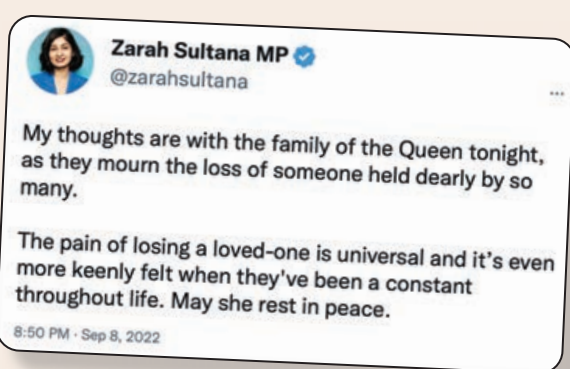 Zarah Sultana MP
@zarahsultana
...
My thoughts are with the family of the Queen tonight,
as they mourn the loss of someone held dearly by so
many.
The pain of losing a loved-one is universal and it's even
more keenly felt when they've been a constant
throughout life. May she rest in peace.
8:50 PM · Sep 8, 2022